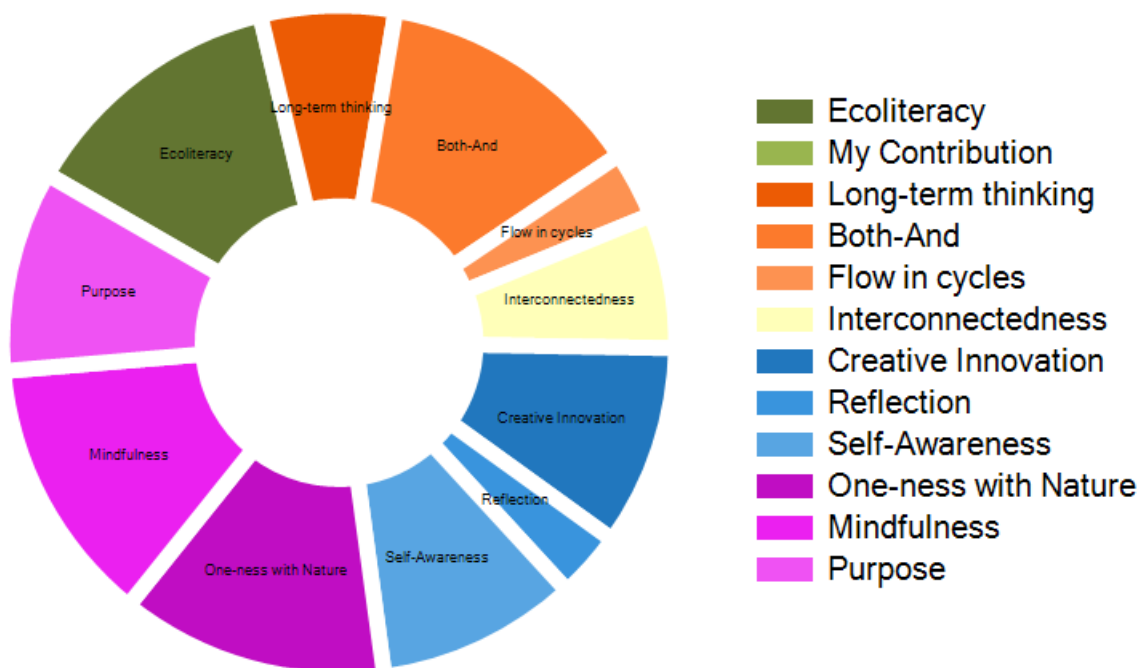 Long-term thinking
Both-And
Ecoliteracy
Flow in cycles
Purpose
Interconnectedness
Creative Innovation
Mindfulness
Reflection
Self-Awareness
One-ness with Nature
Ecoliteracy
My Contribution
Long-term thinking
Both-And
Flow in cycles
Interconnectedness
Creative Innovation
Reflection
Self-Awareness
One-ness with Nature
Mindfulness
Purpose